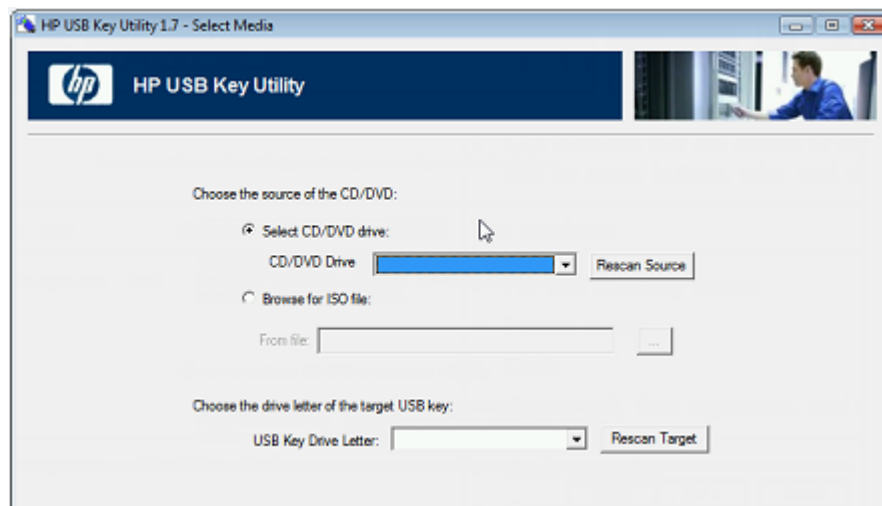 HP USB Key Utility 1.7 - Select Media
hp HP USB Key Utility
Choose the source of the CD/DVD:
Select CD/DVD drive:
CD/DVD Drive Rescan Source
Browse for ISO file:
From file: ...
Choose the drive letter of the target USB key:
USB Key Drive Letter: Rescan Target